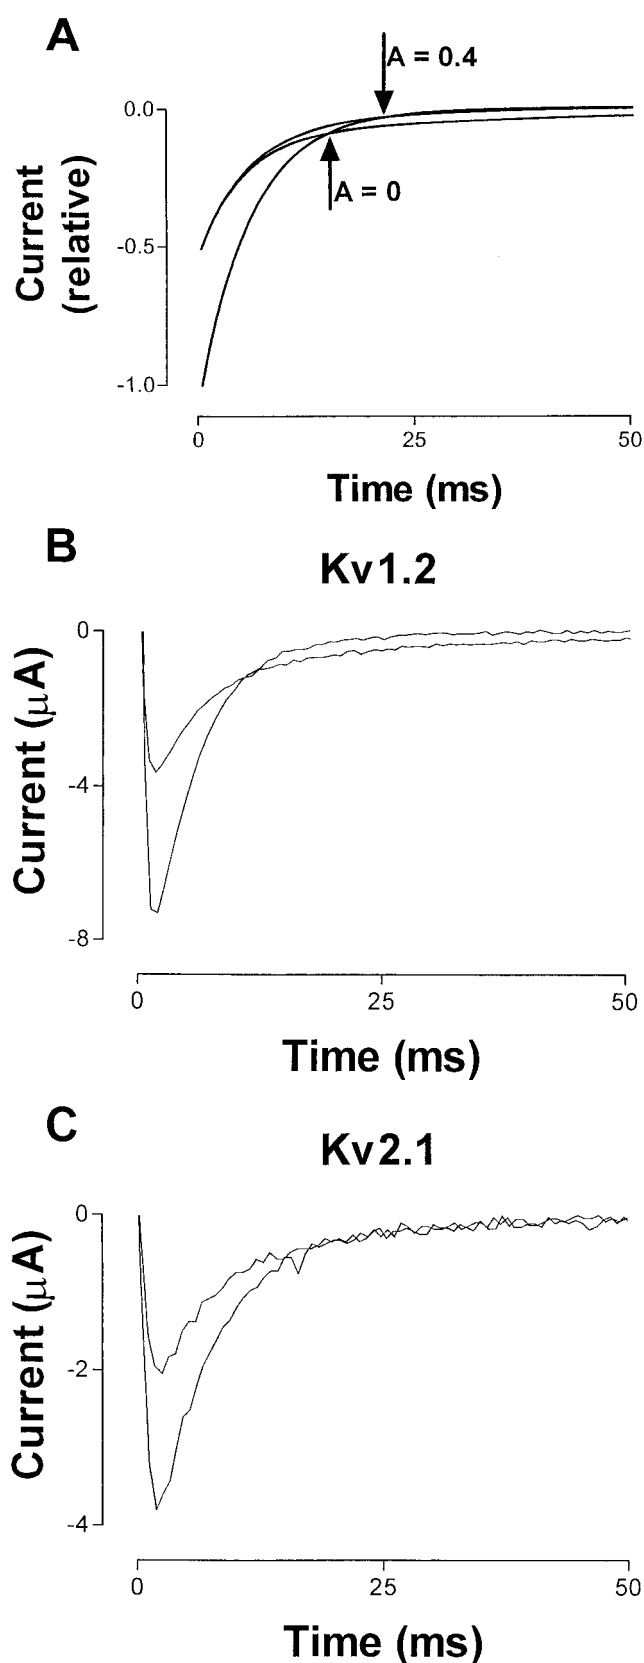 A
A = 0.4
0.0
A = 0
Current
(relative)
-0.5
-1.0
0
25
50
Time (ms)
B
Kv1.2
0
Current (μA)
-4
-8
0
25
50
Time (ms)
C
Kv2.1
0
Current (μA)
-2
-4
0
25
50
Time (ms)